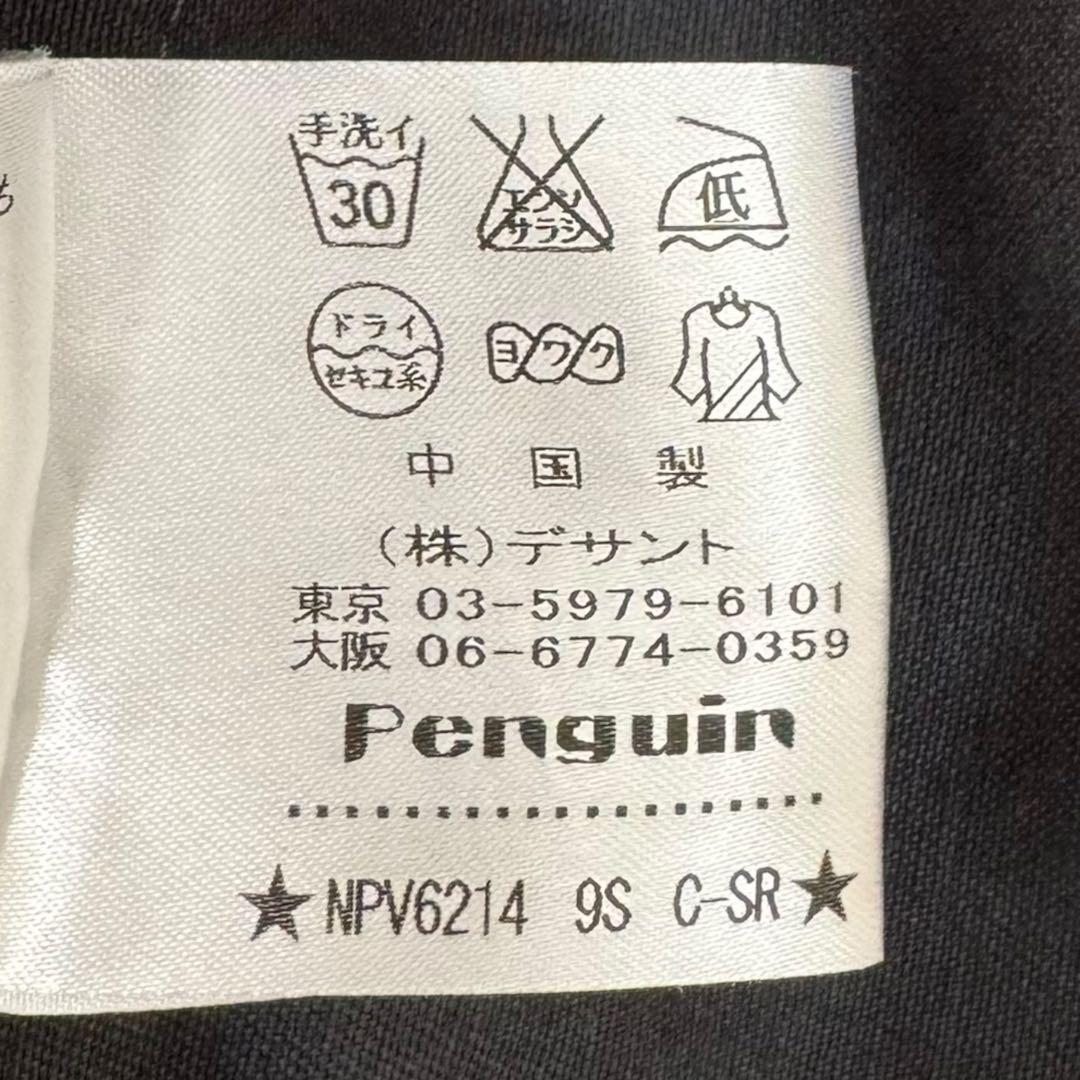 手洗イ
30
エンソ
サラシ
低
ドライ
セキユ系
ヨワク
中国製
(株)デサント
東京 03-5979-6101
大阪 06-6774-0359
Penguin
★NPV6214 9S C-SR★